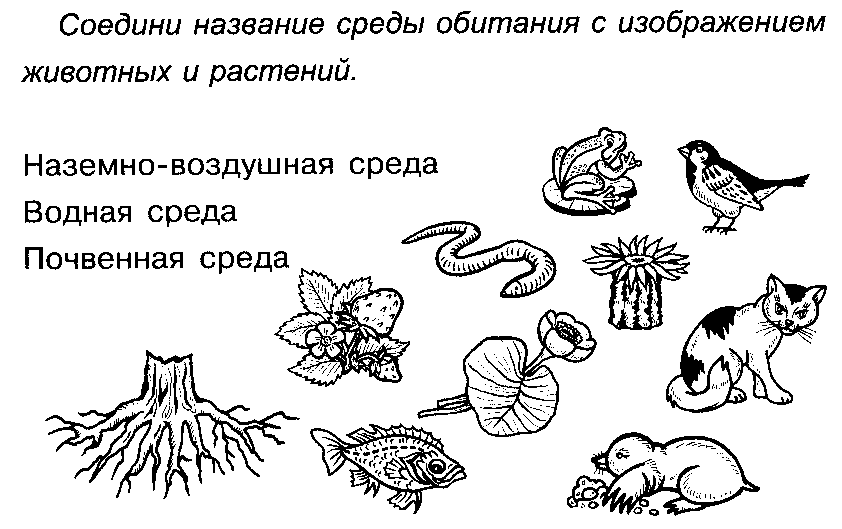 Соедини название среды обитания с изображением
животных и растений.
Наземно-воздушная среда
Водная среда
Почвенная среда